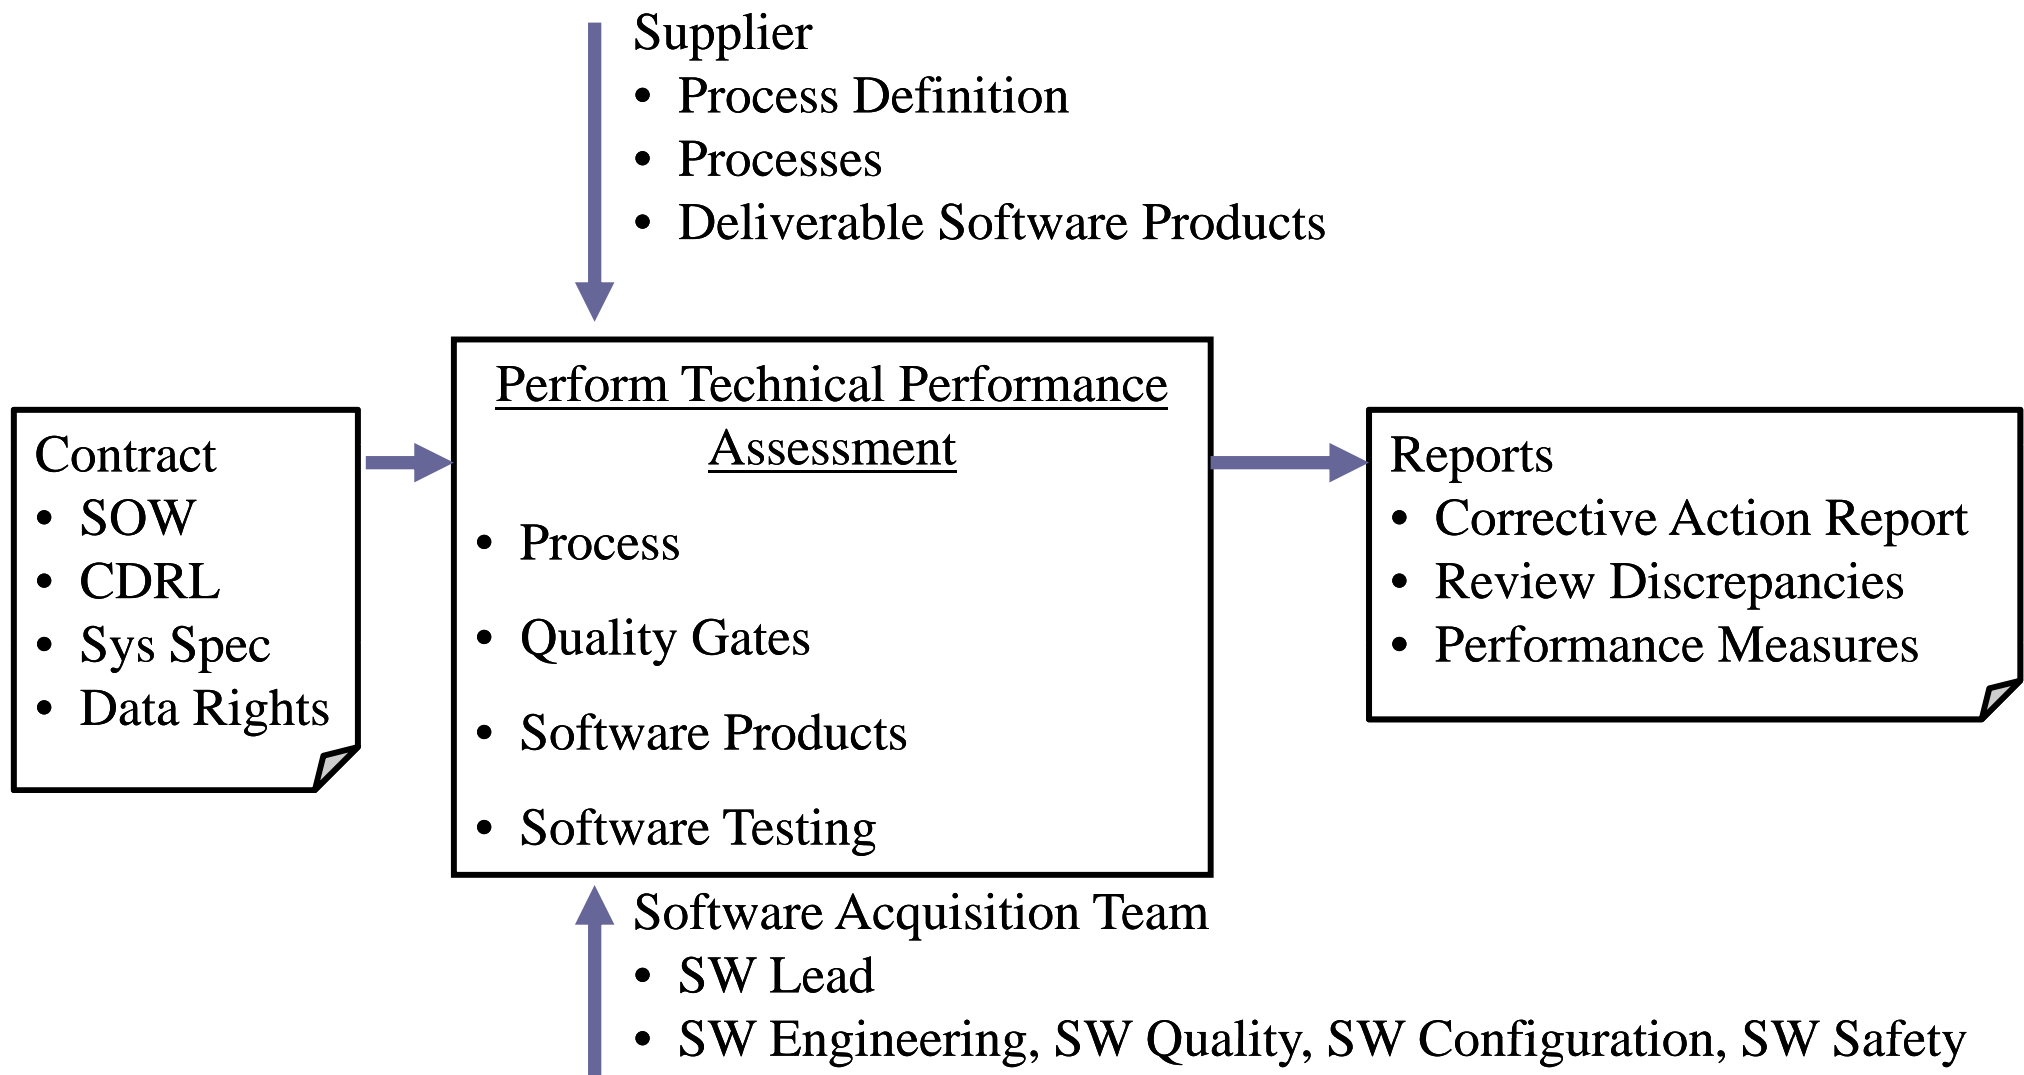 Supplier
• Process Definition
• Processes
• Deliverable Software Products
Perform Technical Performance
Assessment
• Process
• Quality Gates
• Software Products
• Software Testing
Contract
• SOW
• CDRL
• Sys Spec
• Data Rights
Reports
• Corrective Action Report
• Review Discrepancies
• Performance Measures
Software Acquisition Team
• SW Lead
• SW Engineering, SW Quality, SW Configuration, SW Safety